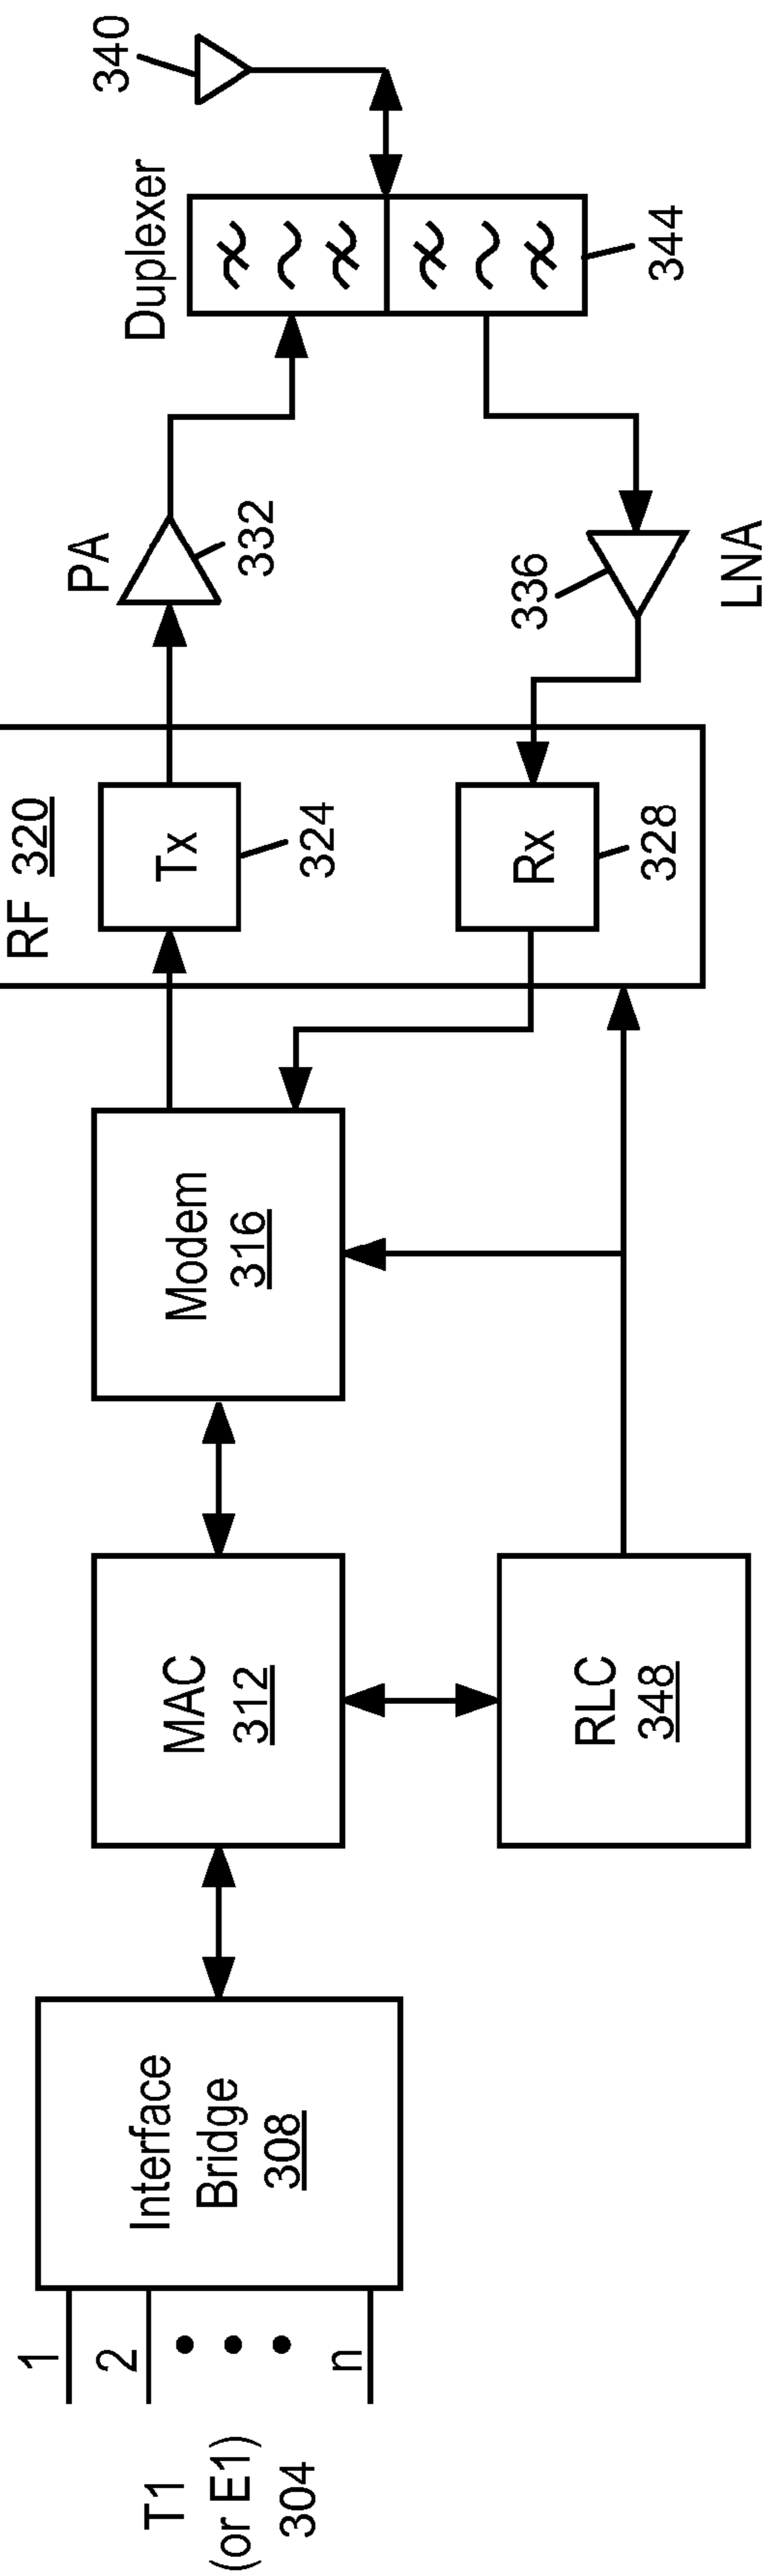 T1
(or E1)
304
1
2
n
Interface
Bridge
308
MAC
312
RLC
348
Modem
316
RF 320
Tx
324
Rx
328
PA
332
336
LNA
Duplexer
344
340